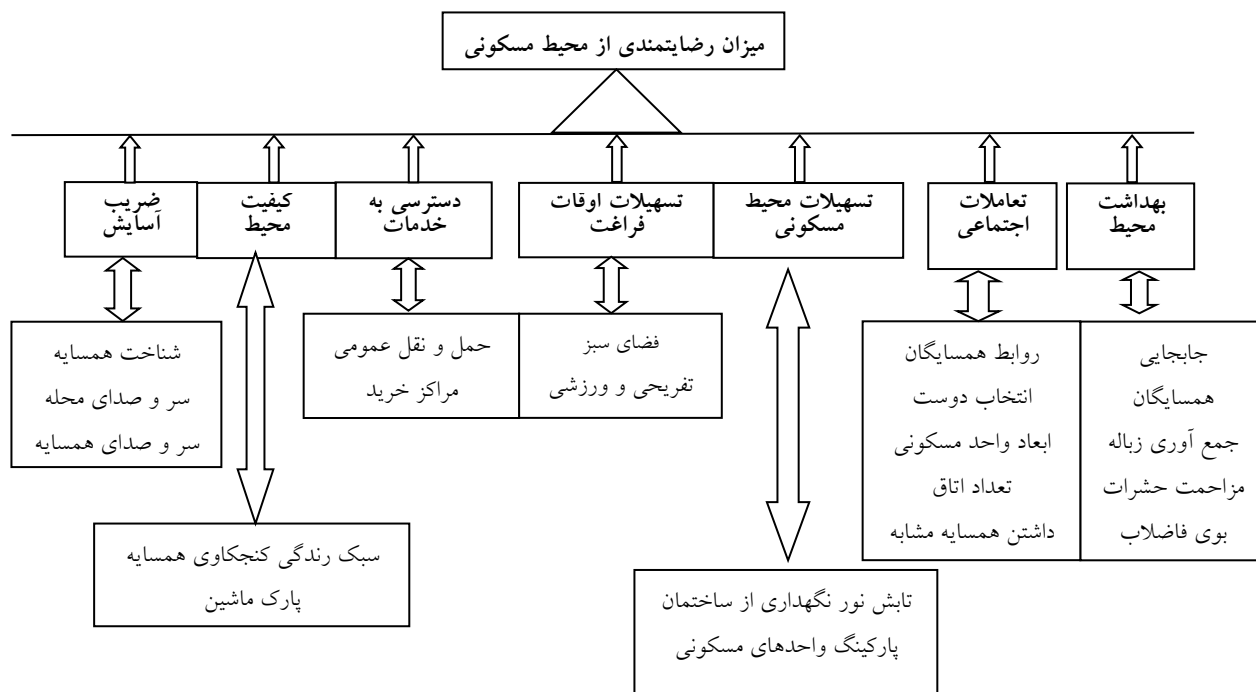 میزان رضایتمندی از محیط مسکونی
بهداشت
محیط
تعاملات
اجتماعی
تسهیلات محیط
مسکونی
تسهیلات اوقات
فراغت
دسترسی به
خدمات
کیفیت
محیط
ضریب
آسایش
جابجایی
همسایگان
جمع آوری زباله
مزاحمت حشرات
بوی فاضلاب
روابط همسایگان
انتخاب دوست
ابعاد واحد مسکونی
تعداد اتاق
داشتن همسایه مشابه
تابش نور نگهداری از ساختمان
پارکینگ واحدهای مسکونی
فضای سبز
تفریحی و ورزشی
حمل و نقل عمومی
مراکز خرید
سبک رندگی کنجکاوی همسایه
پارک ماشین
شناخت همسایه
سر و صدای محله
سر و صدای همسایه